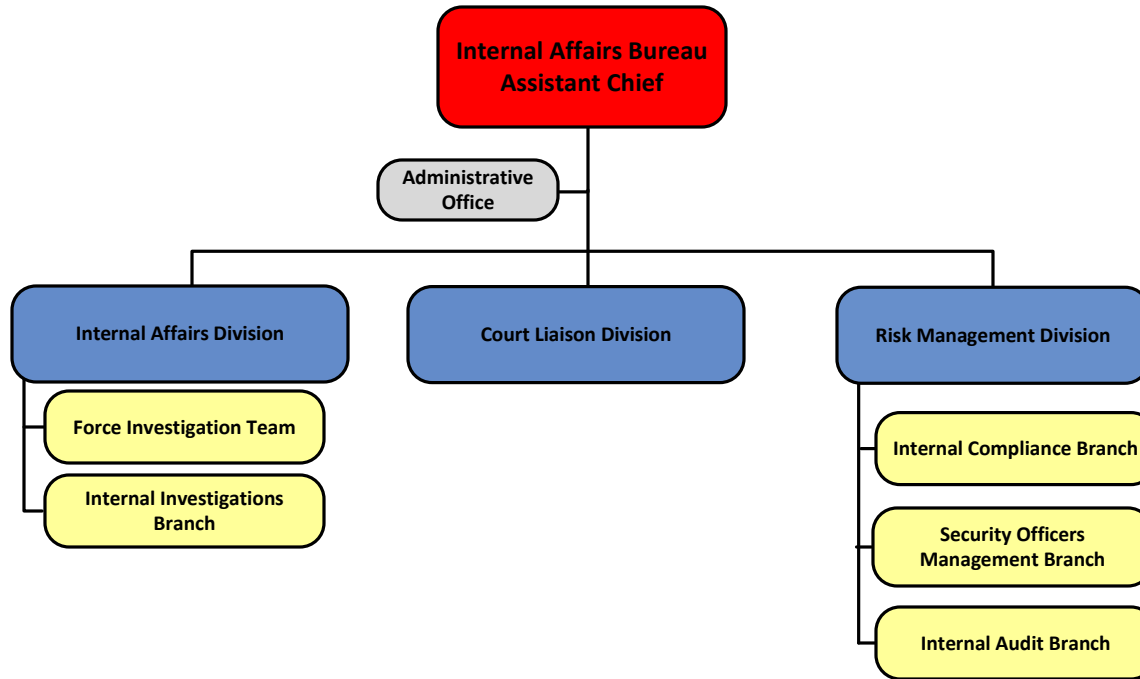 Internal Affairs Bureau
Assistant Chief
Administrative
Office
Internal Affairs Division
Court Liaison Division
Risk Management Division
Force Investigation Team
Internal Investigations
Branch
Internal Compliance Branch
Security Officers
Management Branch
Internal Audit Branch